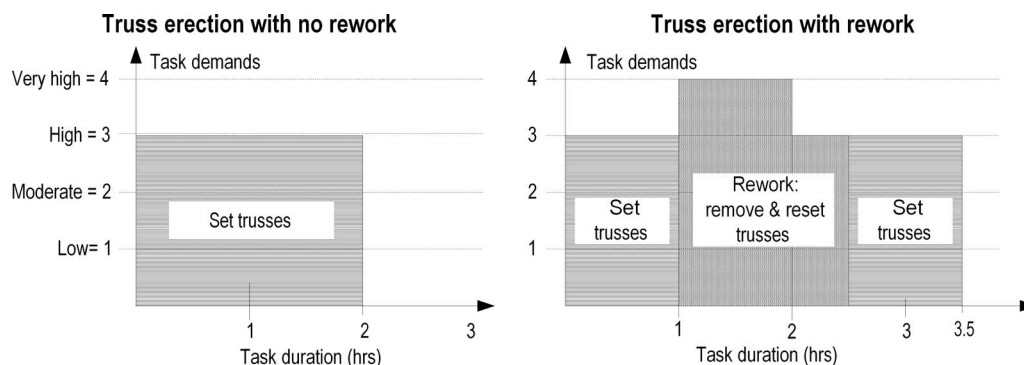 Truss erection with no rework
Task demands
Very high = 4
High = 3
Moderate = 2
Low= 1
Set trusses
1
2
3
Task duration (hrs)
Truss erection with rework
Task demands
4
3
2
1
Set
trusses
Rework:
remove & reset
trusses
Set
trusses
1
2
3
3.5
Task duration (hrs)